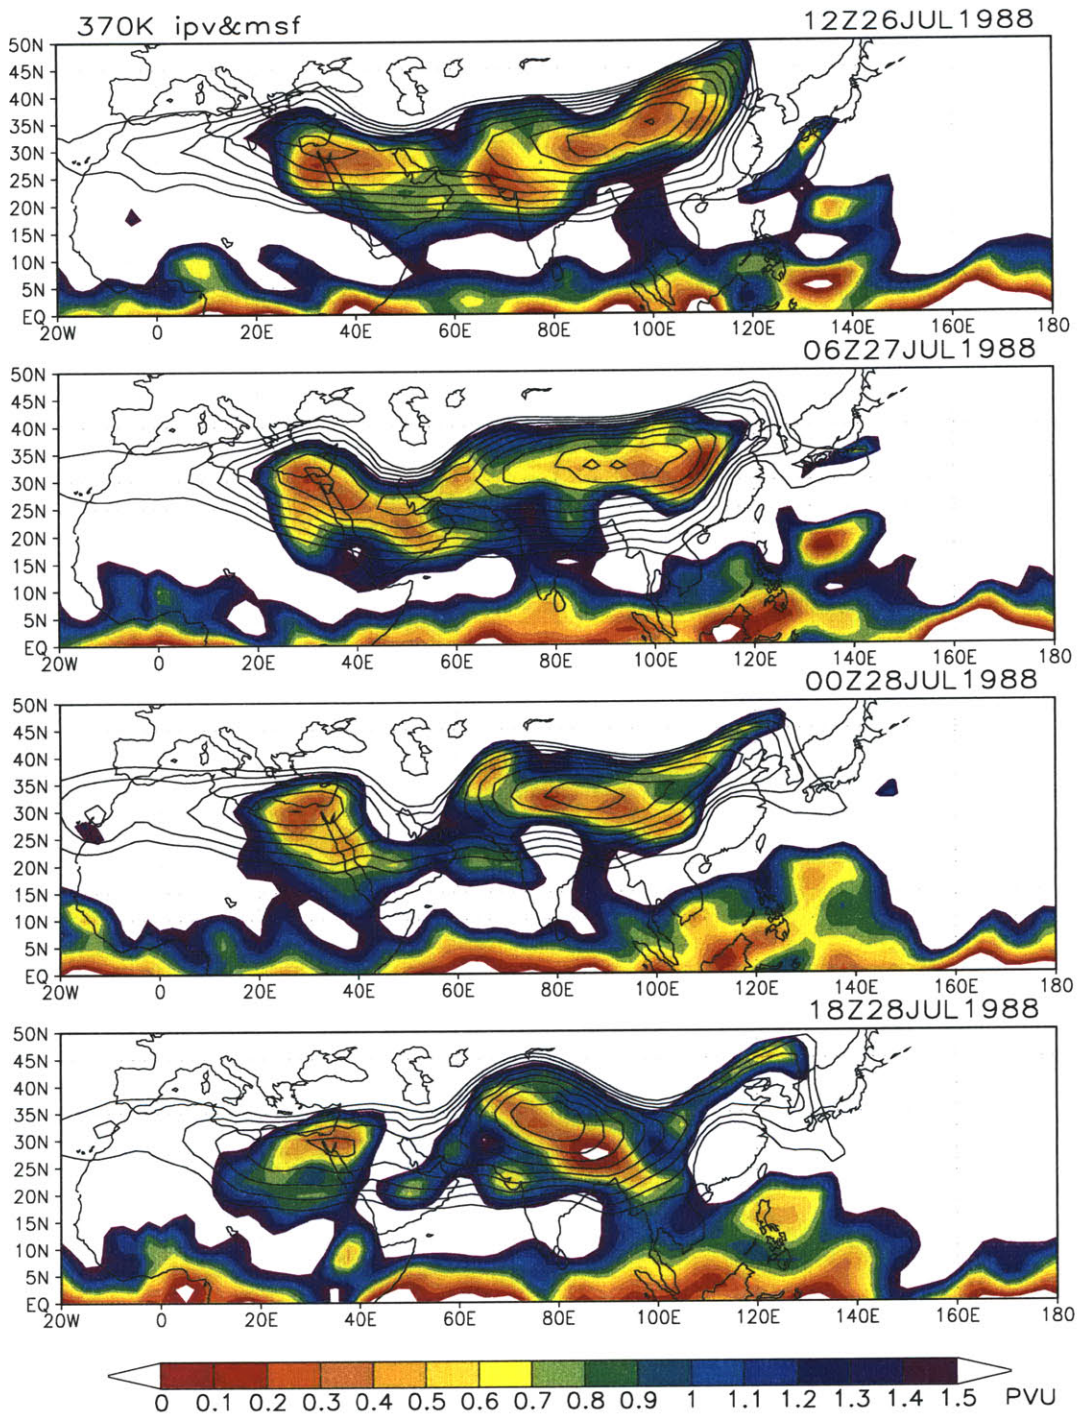 370K ipv&msf 12Z26JUL1988
50N
45N
40N
35N
30N
25N
20N
15N
10N
5N
EQ
20W 0 20E 40E 60E 80E 100E 120E 140E 160E 180
06Z27JUL1988
50N
45N
40N
35N
30N
25N
20N
15N
10N
5N
EQ
20W 0 20E 40E 60E 80E 100E 120E 140E 160E 180
00Z28JUL1988
50N
45N
40N
35N
30N
25N
20N
15N
10N
5N
EQ
20W 0 20E 40E 60E 80E 100E 120E 140E 160E 180
18Z28JUL1988
50N
45N
40N
35N
30N
25N
20N
15N
10N
5N
EQ
20W 0 20E 40E 60E 80E 100E 120E 140E 160E 180
0 0.1 0.2 0.3 0.4 0.5 0.6 0.7 0.8 0.9 1 1.1 1.2 1.3 1.4 1.5 PVU